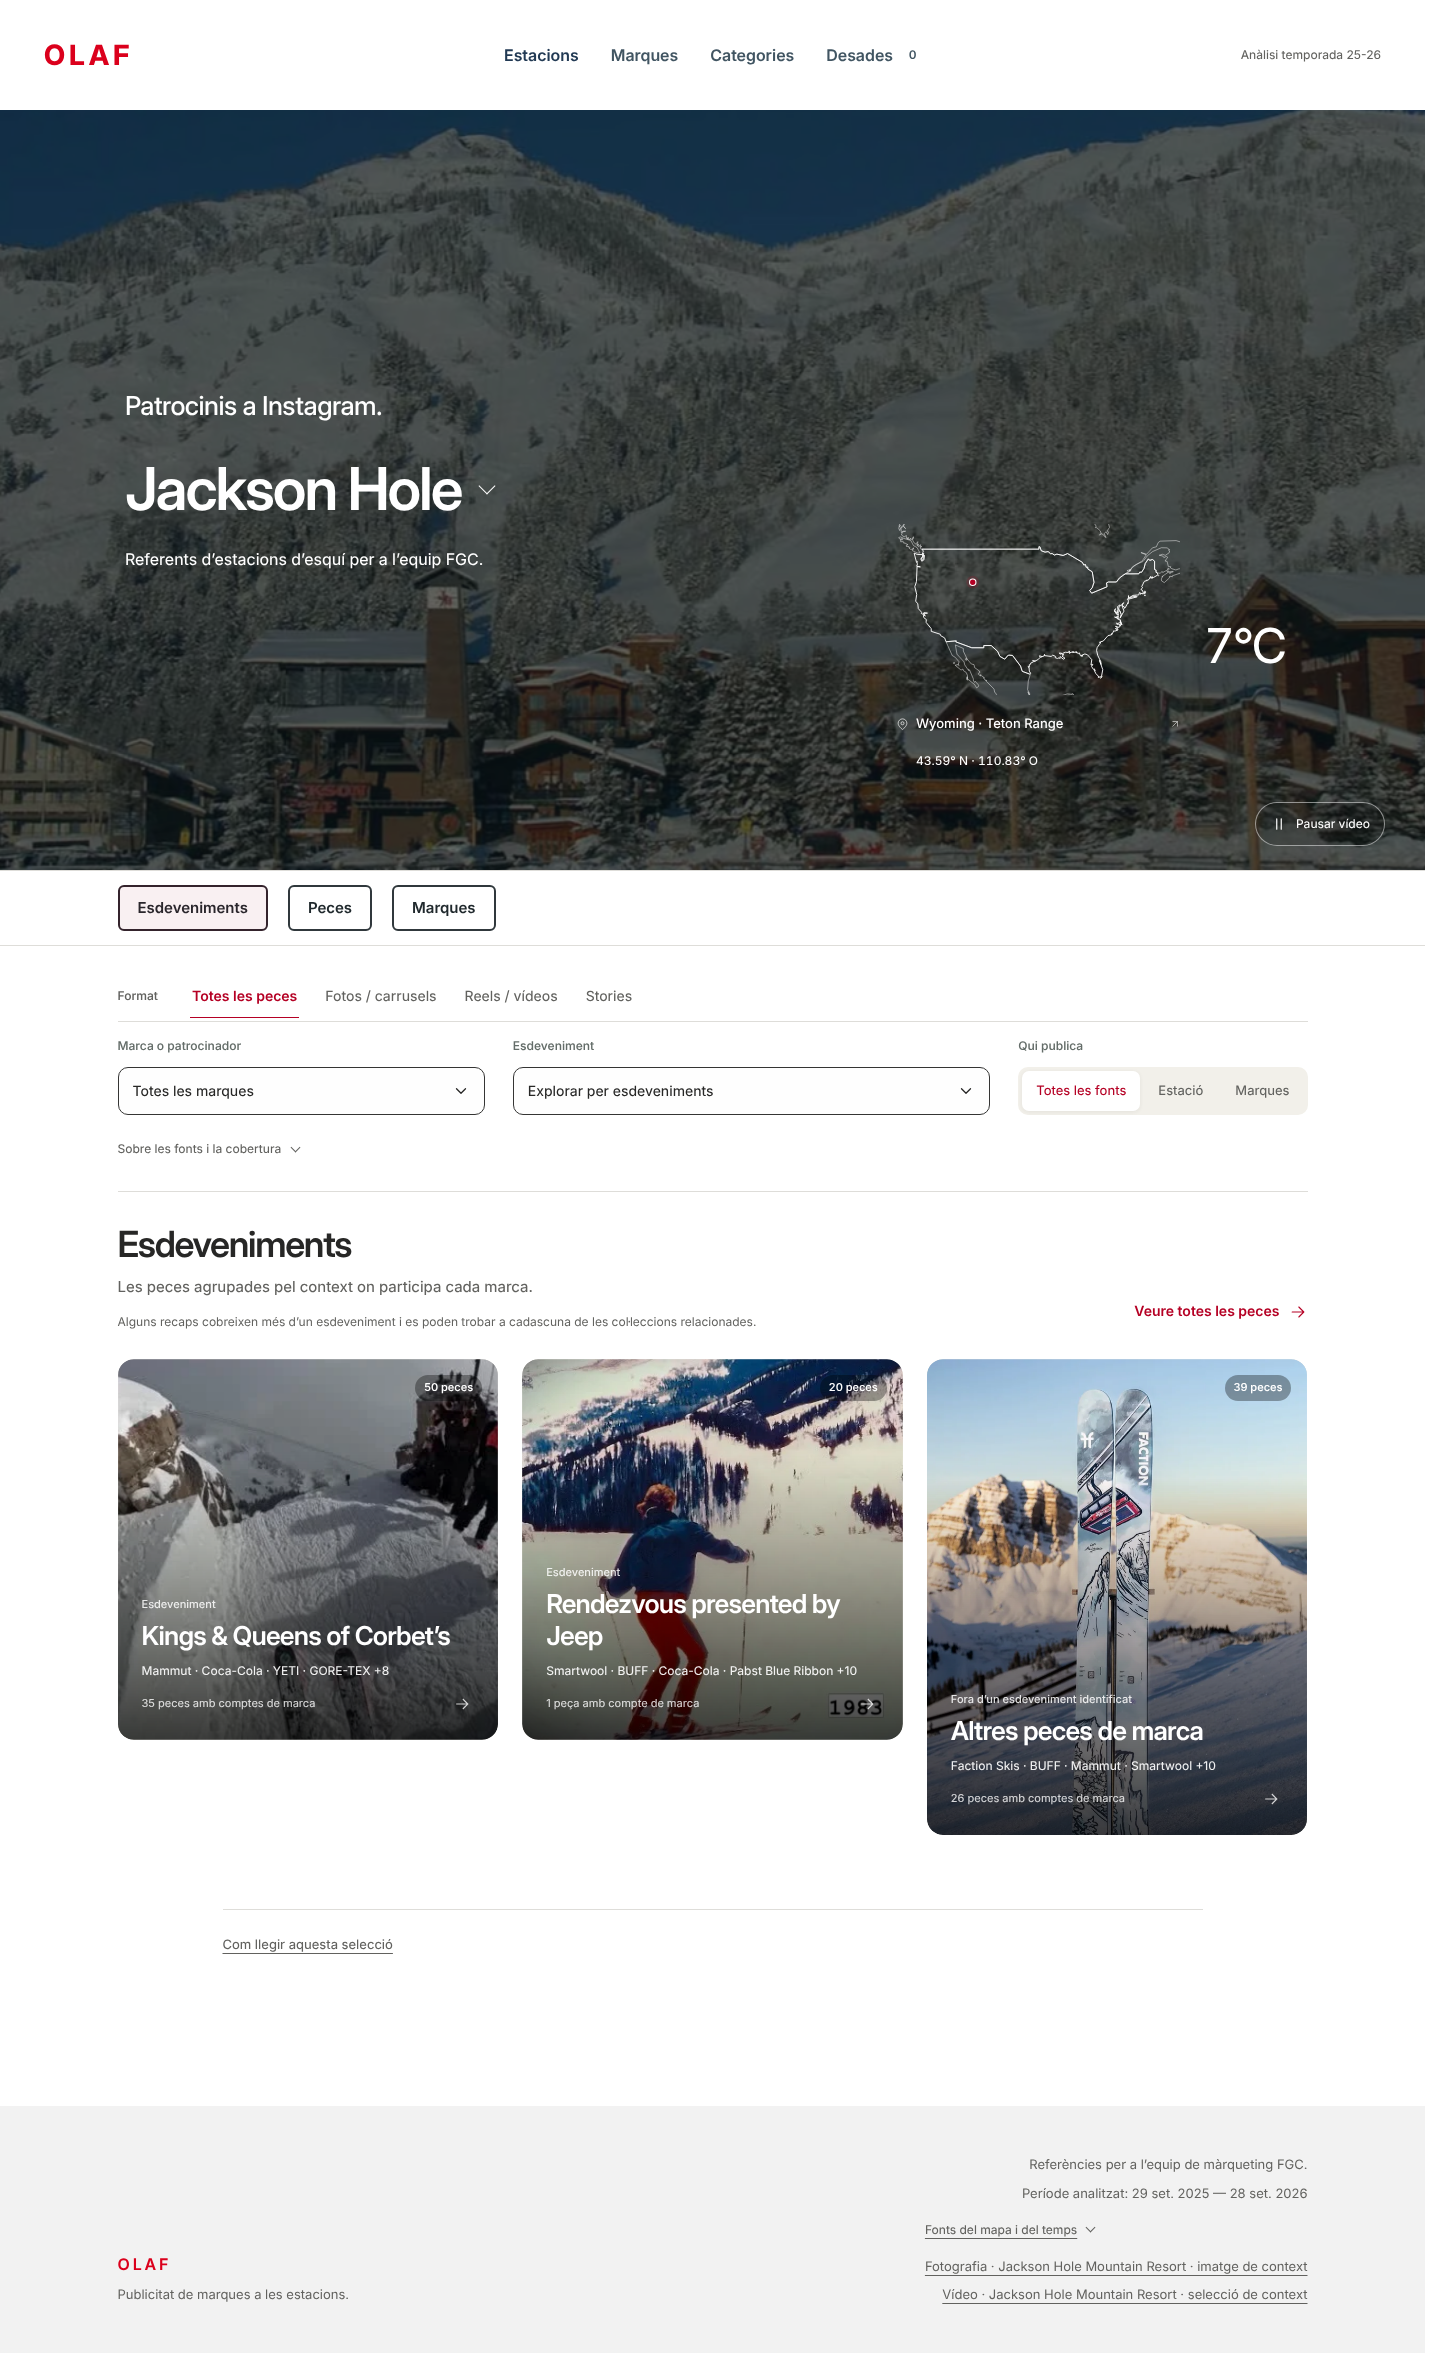 OLAF
Estacions
Marques
Categories
Desades 0
Anàlisi temporada 25-26
Patrocinis a Instagram.
Jackson Hole
Referents d’estacions d’esquí per a l’equip FGC.
7°C
Wyoming · Teton Range
43.59° N · 110.83° O
JACKSON
Pausar vídeo
Esdeveniments
Peces
Marques
Format
Totes les peces
Fotos / carrusels
Reels / vídeos
Stories
Marca o patrocinador
Totes les marques
Esdeveniment
Explorar per esdeveniments
Qui publica
Totes les fonts
Estació
Marques
Sobre les fonts i la cobertura
Esdeveniments
Les peces agrupades pel context on participa cada marca.
Alguns recaps cobreixen més d’un esdeveniment i es poden trobar a cadascuna de les col·leccions relacionades.
Veure totes les peces
50 peces
Esdeveniment
Kings & Queens of Corbet’s
Mammut · Coca-Cola · YETI · GORE-TEX +8
35 peces amb comptes de marca
20 peces
Esdeveniment
Rendezvous presented by
Jeep
Smartwool · BUFF · Coca-Cola · Pabst Blue Ribbon +10
1 peça amb compte de marca
1983
39 peces
FACTION
Fora d’un esdeveniment identificat
Altres peces de marca
Faction Skis · BUFF · Mammut · Smartwool +10
26 peces amb comptes de marca
Com llegir aquesta selecció
OLAF
Publicitat de marques a les estacions.
Referències per a l’equip de màrqueting FGC.
Període analitzat: 29 set. 2025 — 28 set. 2026
Fonts del mapa i del temps
Fotografia · Jackson Hole Mountain Resort · imatge de context
Vídeo · Jackson Hole Mountain Resort · selecció de context